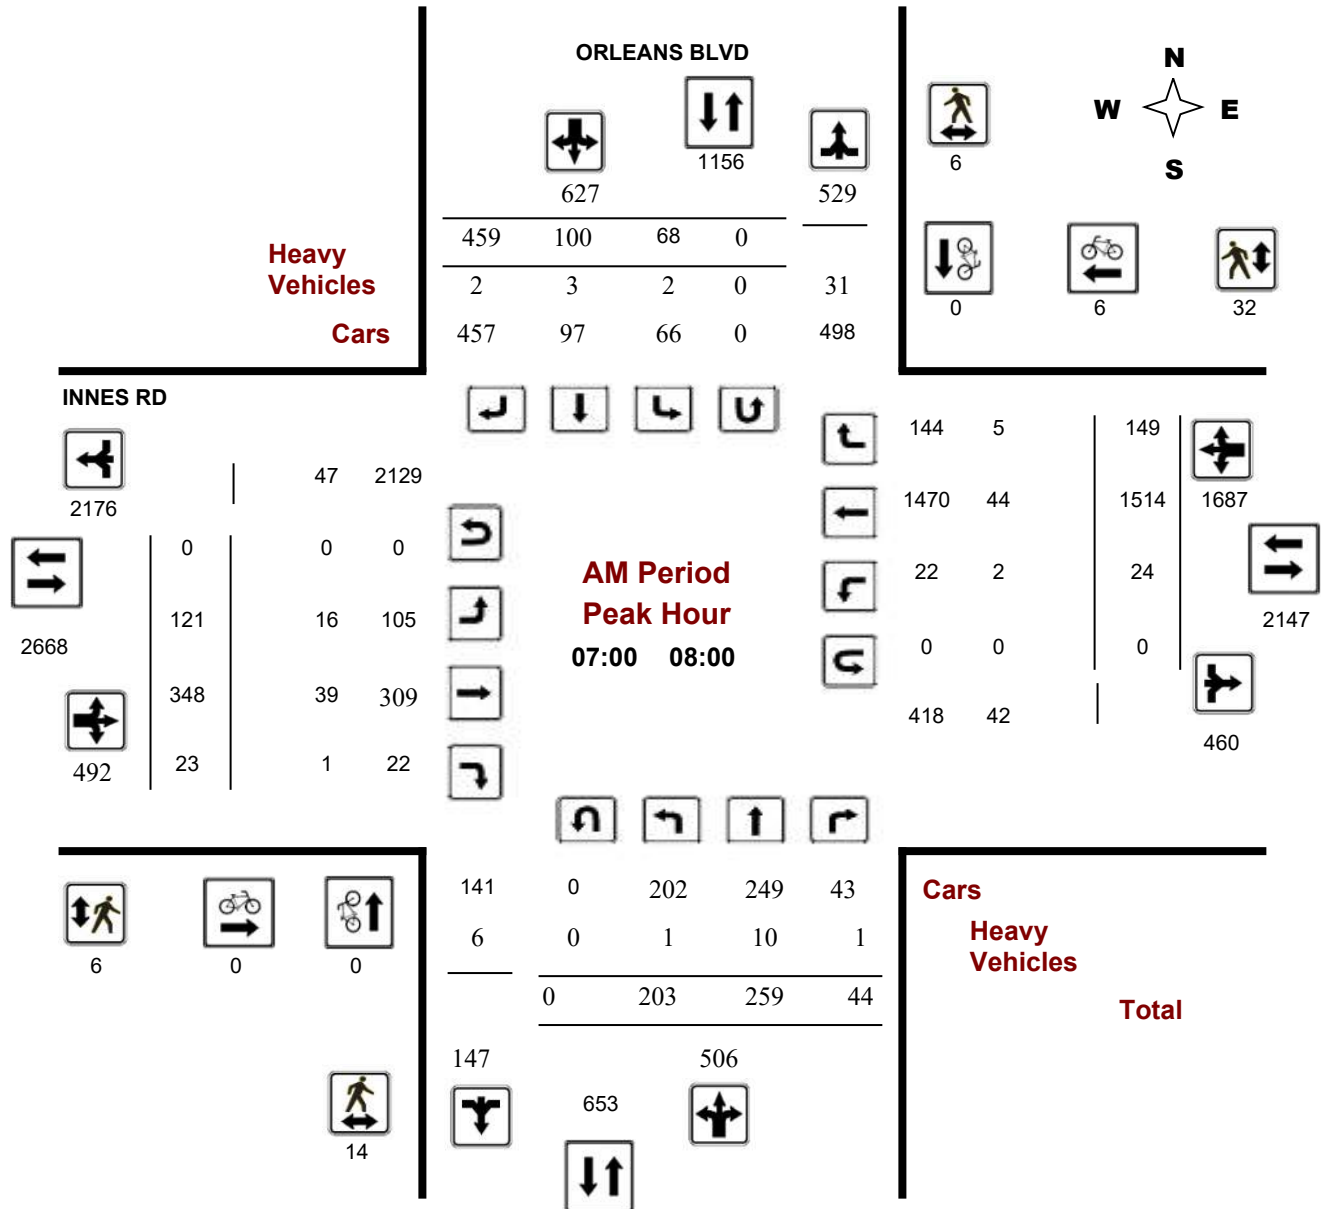 ORLEANS BLVD
N
W E
S
1156
6
627 529
459 100 68 0
Heavy
Vehicles 2 3 2 0 31
Cars 457 97 66 0 498
0 6 32
INNES RD
2176
47 2129
0 0 0
121 16 105
2668
348 39 309
492 23 1 22
AM Period
Peak Hour
07:00 08:00
144 5 149
1470 44 1514 1687
22 2 24
2147
0 0 0
418 42
460
141 0 202 249 43
6 0 1 10 1
0 203 259 44
147 506
653
6 0 0
14
Cars
Heavy
Vehicles
Total